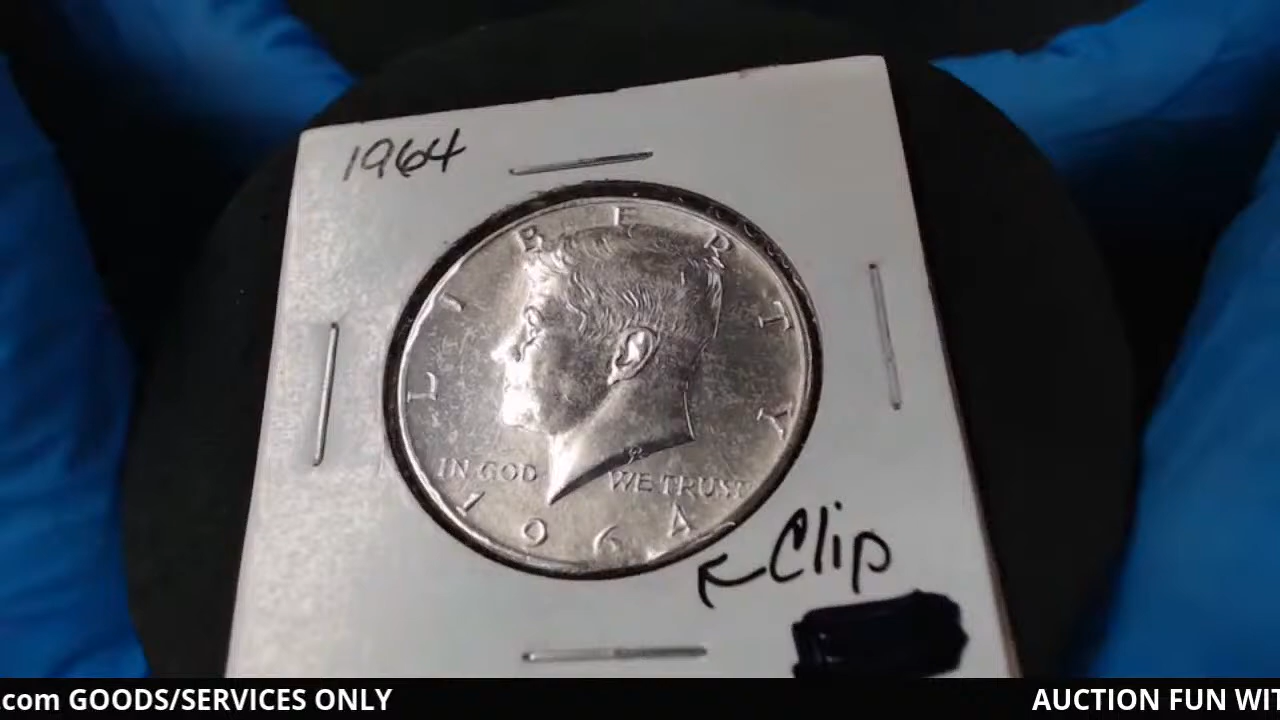 1964
LIBERTY
IN GOD WE TRUST
1964
Clip
.com GOODS/SERVICES ONLY
AUCTION FUN WIT